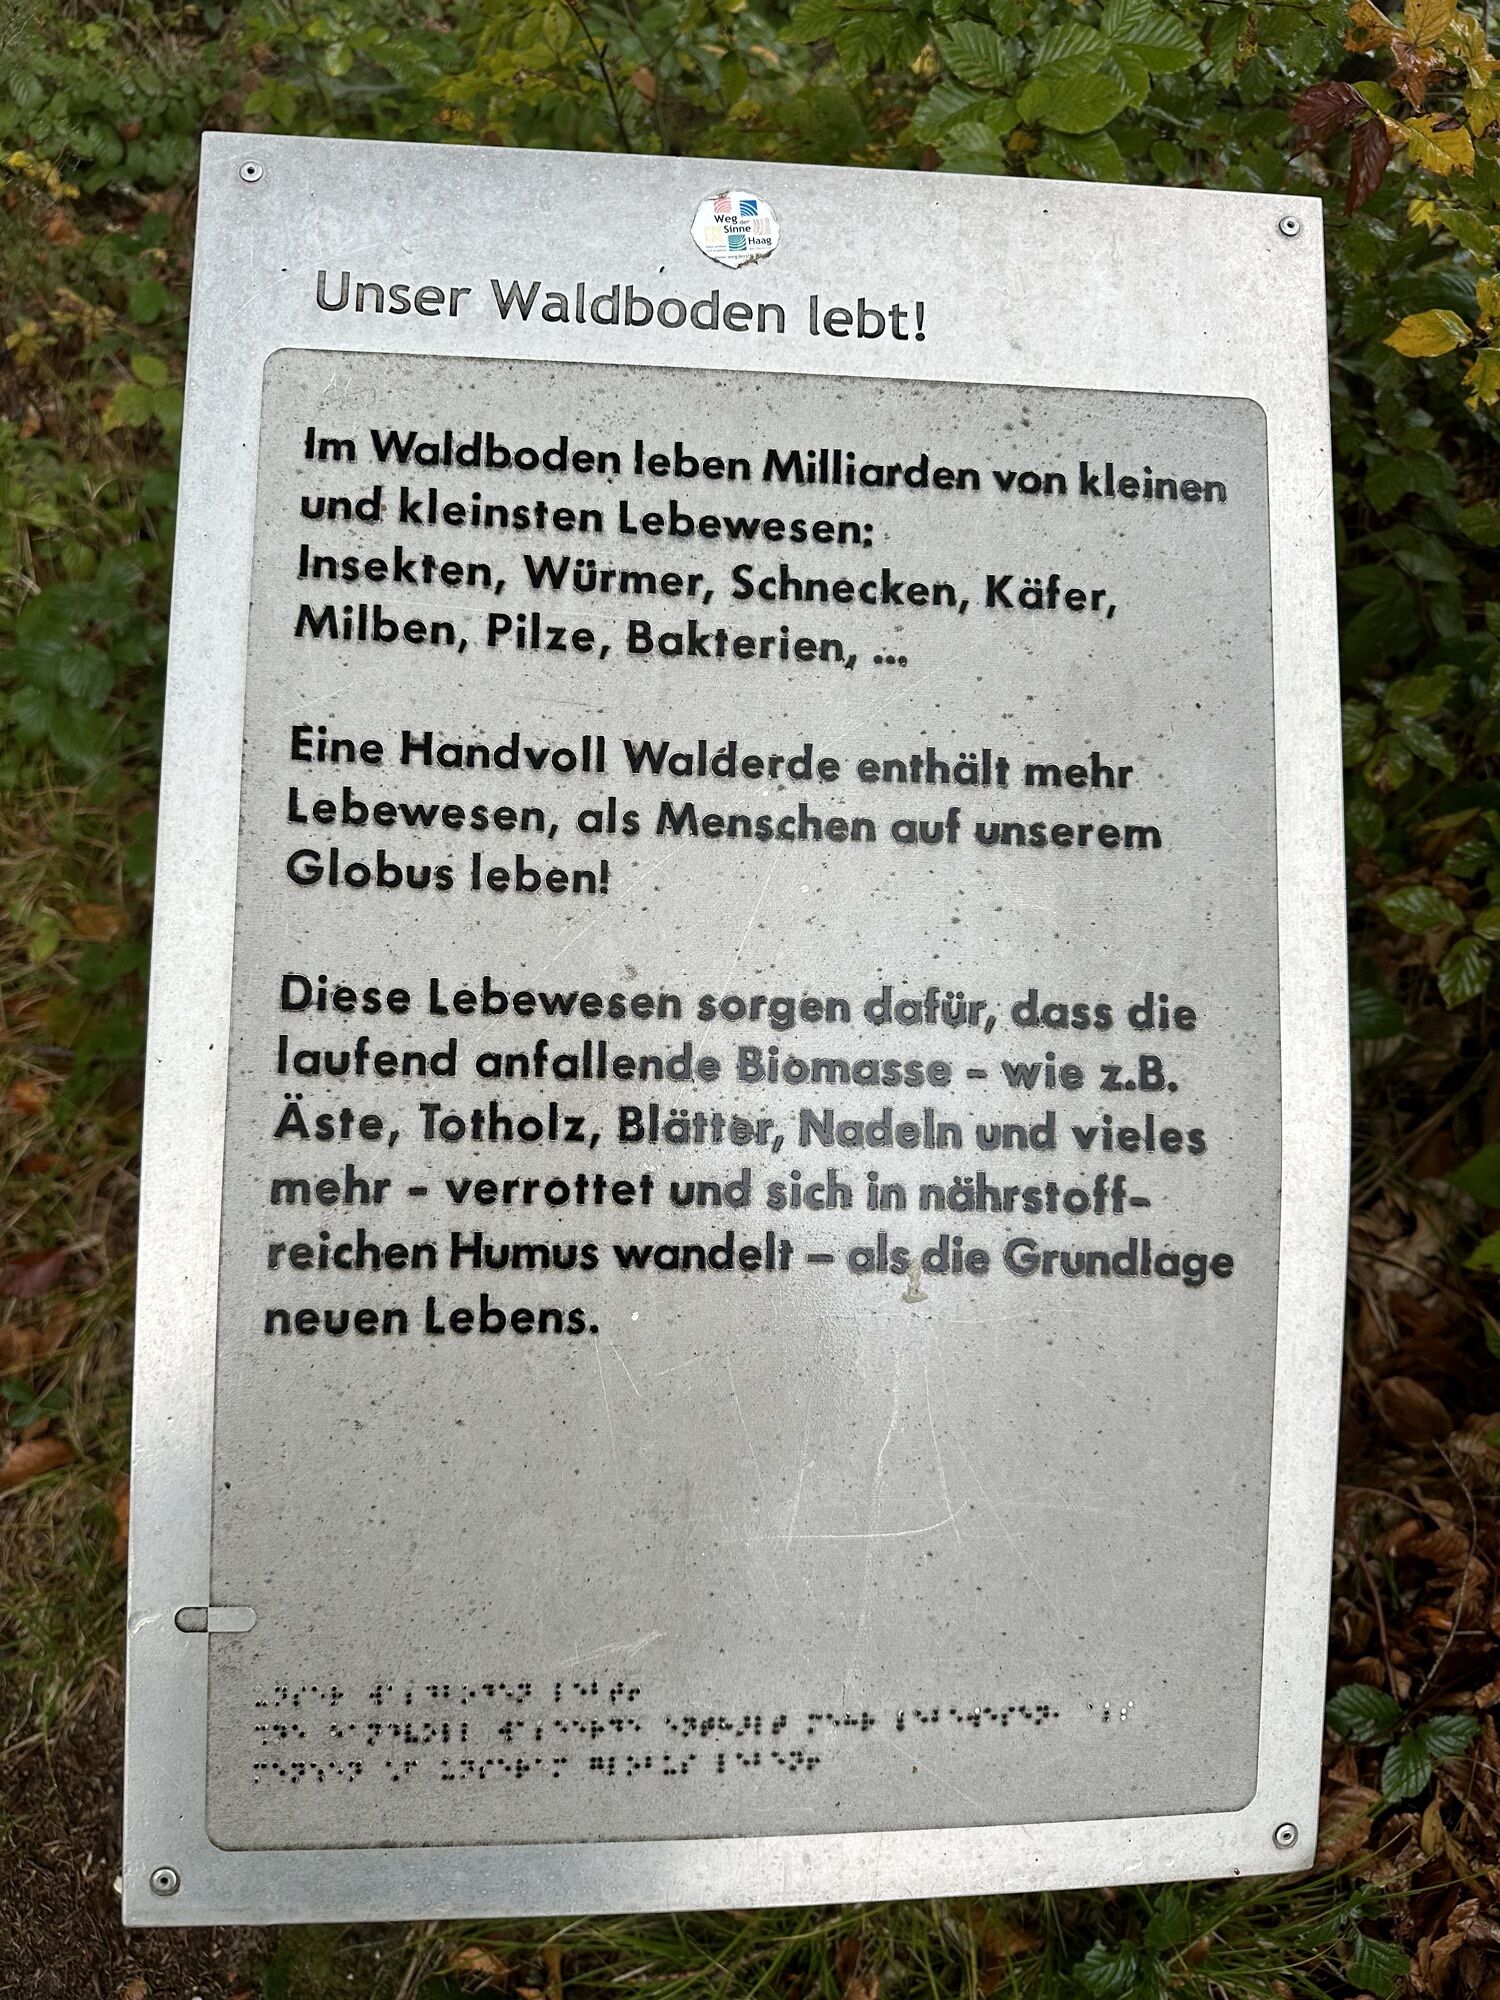 Weg der
Sinne
Haag
Unser Waldboden lebt!
Im Waldboden leben Milliarden von kleinen
und kleinsten Lebewesen:
Insekten, Würmer, Schnecken, Käfer,
Milben, Pilze, Bakterien, ...
Eine Handvoll Walderde enthält mehr
Lebewesen, als Menschen auf unserem
Globus leben!
Diese Lebewesen sorgen dafür, dass die
laufend anfallende Biomasse – wie z.B.
Äste, Totholz, Blätter, Nadeln und vieles
mehr – verrottet und sich in nährstoff-
reichen Humus wandelt – als die Grundlage
neuen Lebens.